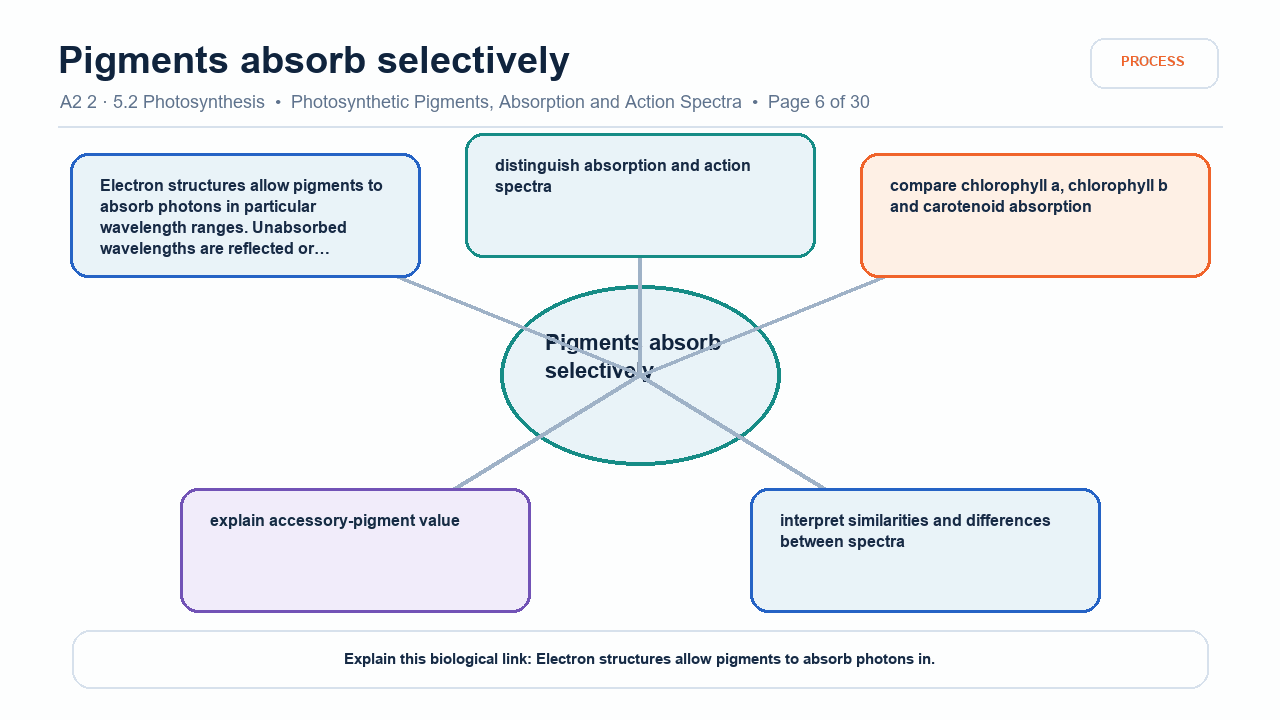 Pigments absorb selectively
PROCESS
A2 2 · 5.2 Photosynthesis • Photosynthetic Pigments, Absorption and Action Spectra • Page 6 of 30
Electron structures allow pigments to
absorb photons in particular
wavelength ranges. Unabsorbed
wavelengths are reflected or…
distinguish absorption and action
spectra
compare chlorophyll a, chlorophyll b
and carotenoid absorption
Pigments absorb
selectively
explain accessory-pigment value
interpret similarities and differences
between spectra
Explain this biological link: Electron structures allow pigments to absorb photons in.